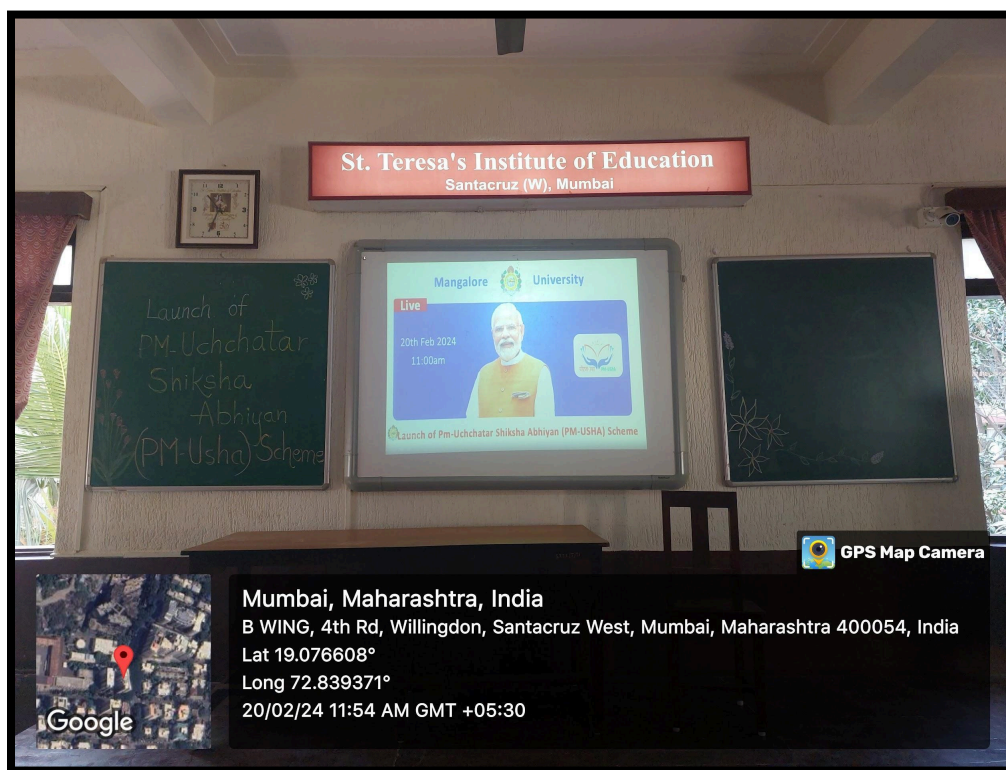 St. Teresa's Institute of Education
Santacruz (W), Mumbai
Launch of
PM-Uchchatar
Shiksha
Abhiyan
(PM-Usha) Scheme
Mangalore University
Live
20th Feb 2024
11:00am
Launch of Pm-Uchchatar Shiksha Abhiyan (PM-USHA) Scheme
GPS Map Camera
Mumbai, Maharashtra, India
B WING, 4th Rd, Willingdon, Santacruz West, Mumbai, Maharashtra 400054, India
Lat 19.076608°
Long 72.839371°
20/02/24 11:54 AM GMT +05:30
Google